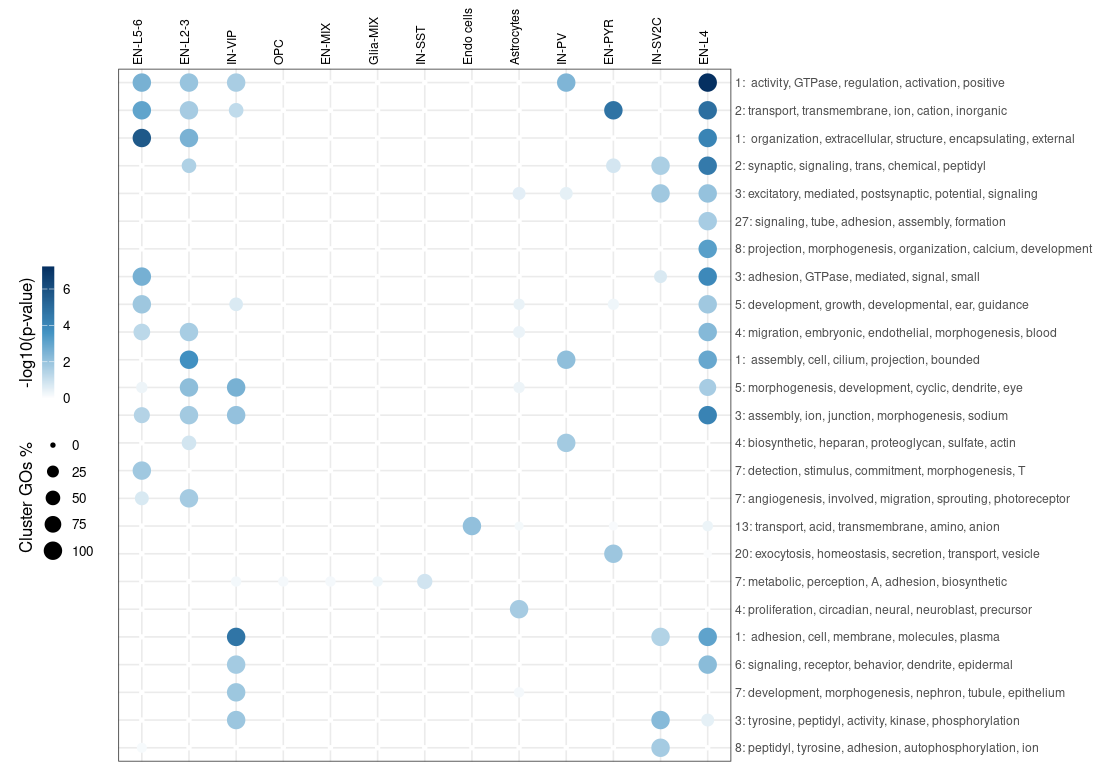 EN-L5-6
EN-L2-3
IN-VIP
OPC
EN-MIX
Glia-MIX
IN-SST
Endo cells
Astrocytes
IN-PV
EN-PYR
IN-SV2C
EN-L4
1: activity, GTPase, regulation, activation, positive
2: transport, transmembrane, ion, cation, inorganic
1: organization, extracellular, structure, encapsulating, external
2: synaptic, signaling, trans, chemical, peptidyl
3: excitatory, mediated, postsynaptic, potential, signaling
27: signaling, tube, adhesion, assembly, formation
8: projection, morphogenesis, organization, calcium, development
3: adhesion, GTPase, mediated, signal, small
5: development, growth, developmental, ear, guidance
4: migration, embryonic, endothelial, morphogenesis, blood
1: assembly, cell, cilium, projection, bounded
5: morphogenesis, development, cyclic, dendrite, eye
3: assembly, ion, junction, morphogenesis, sodium
4: biosynthetic, heparan, proteoglycan, sulfate, actin
7: detection, stimulus, commitment, morphogenesis, T
7: angiogenesis, involved, migration, sprouting, photoreceptor
13: transport, acid, transmembrane, amino, anion
20: exocytosis, homeostasis, secretion, transport, vesicle
7: metabolic, perception, A, adhesion, biosynthetic
4: proliferation, circadian, neural, neuroblast, precursor
1: adhesion, cell, membrane, molecules, plasma
6: signaling, receptor, behavior, dendrite, epidermal
7: development, morphogenesis, nephron, tubule, epithelium
3: tyrosine, peptidyl, activity, kinase, phosphorylation
8: peptidyl, tyrosine, adhesion, autophosphorylation, ion
-log10(p-value)
6
4
2
0
Cluster GOs %
0
25
50
75
100